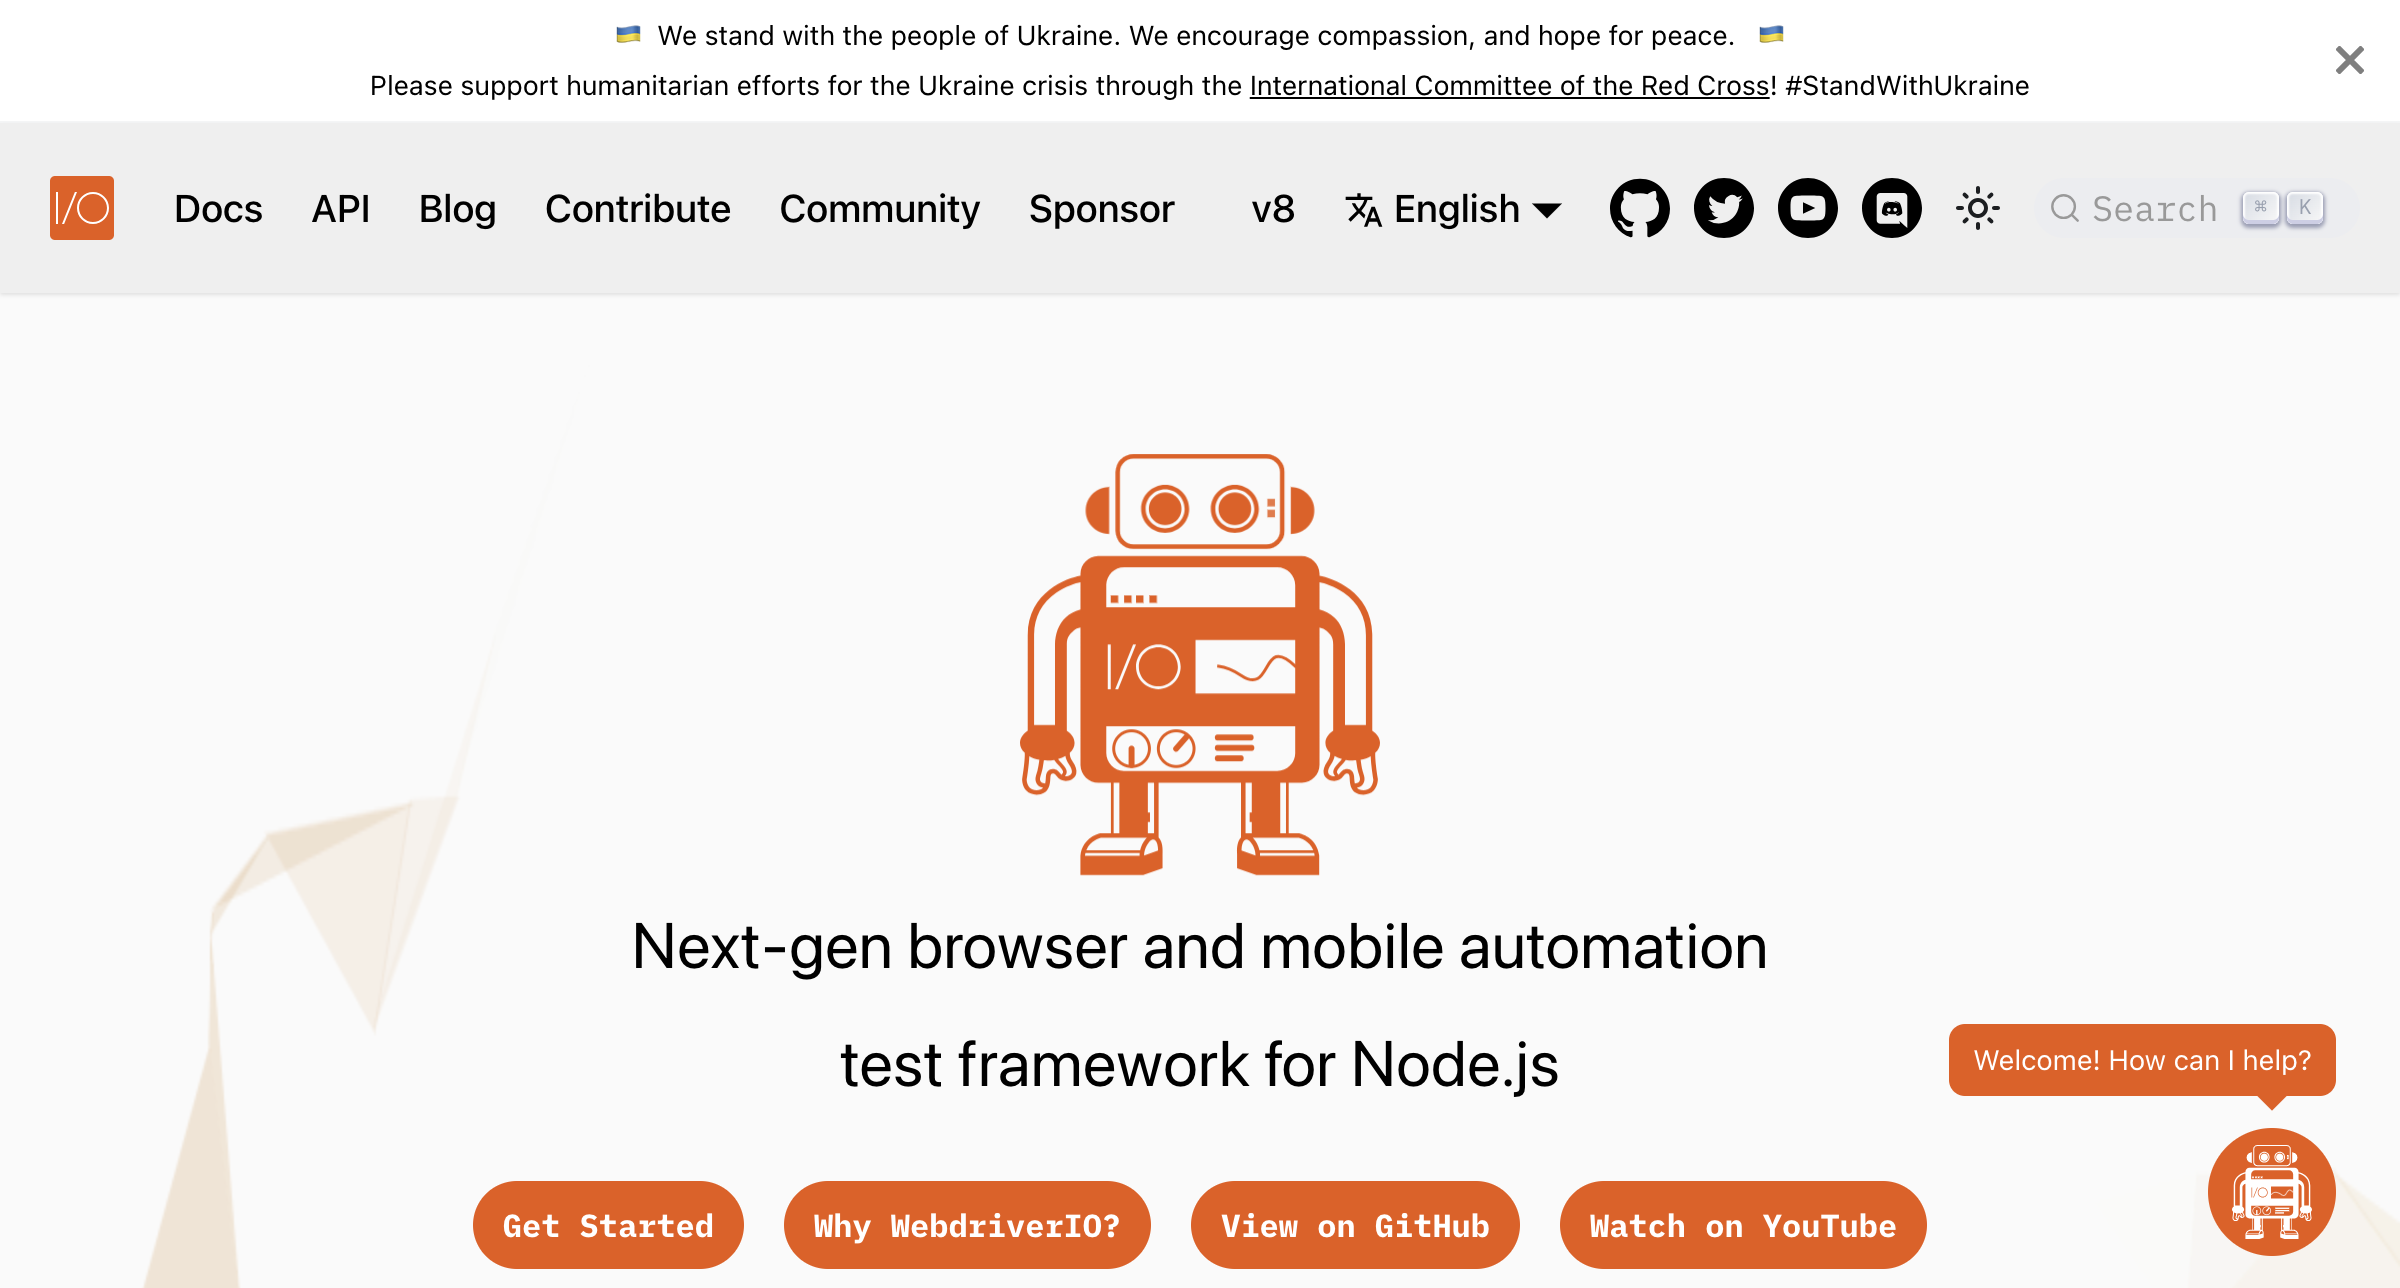 🇺🇦 We stand with the people of Ukraine. We encourage compassion, and hope for peace. 🇺🇦
Please support humanitarian efforts for the Ukraine crisis through the International Committee of the Red Cross! #StandWithUkraine
I/O Docs API Blog Contribute Community Sponsor v8 English Search ⌘ K
I/O
Next-gen browser and mobile automation
test framework for Node.js
Welcome! How can I help?
I/O
Get Started Why WebdriverIO? View on GitHub Watch on YouTube